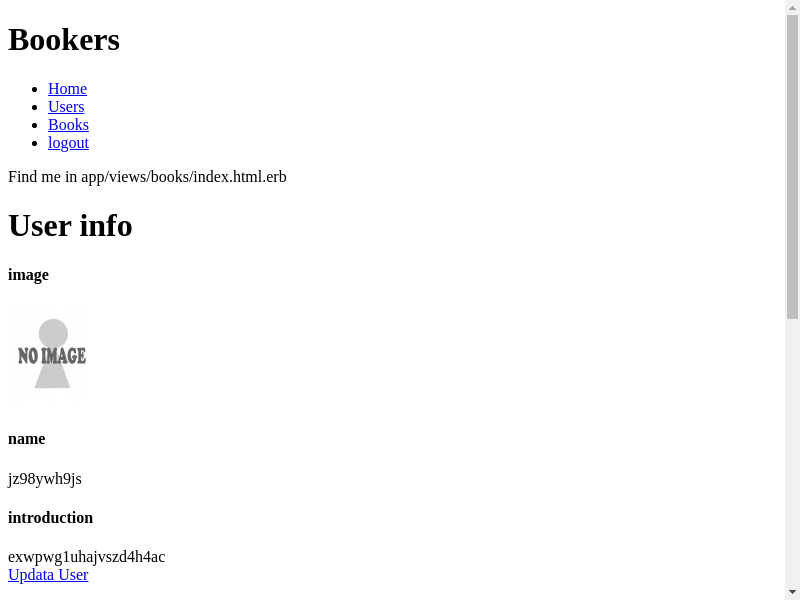 Bookers
Home
Users
Books
logout
Find me in app/views/books/index.html.erb
User info
image
NO IMAGE
name
jz98ywh9js
introduction
exwpwg1uhajvszd4h4ac
Updata User